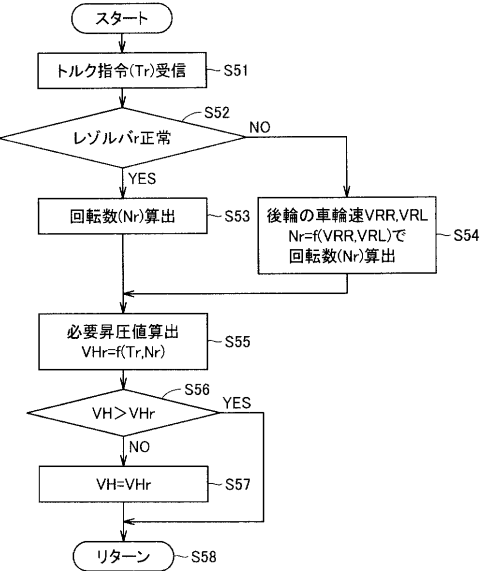 スタート
トルク指令(Tr)受信
S51
S52
レゾルバr正常
NO
YES
回転数(Nr)算出
S53
後輪の車輪速VRR,VRL
Nr=f(VRR,VRL)で
回転数(Nr)算出
S54
必要昇圧値算出
VHr=f(Tr,Nr)
S55
S56
VH>VHr
YES
NO
VH=VHr
S57
リターン
S58